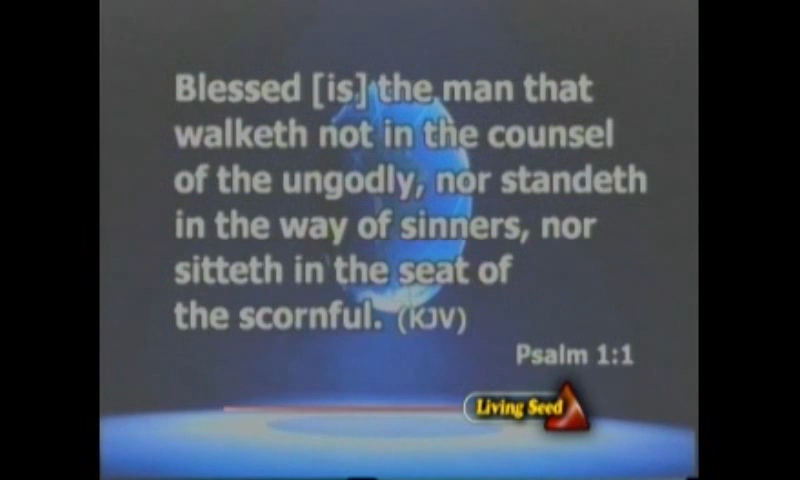 Blessed [is] the man that
walketh not in the counsel
of the ungodly, nor standeth
in the way of sinners, nor
sitteth in the seat of
the scornful. (KJV)
Psalm 1:1
Living Seed